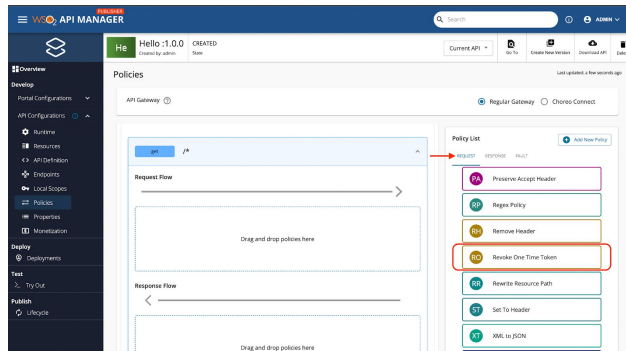 PUBLISHER
WSO2 API MANAGER
Search
ADMIN
He
Hello :1.0.0
Created by: admin
CREATED
State
Current API
Go To
Create New Version
Download API
Dele
Overview
Develop
Portal Configurations
API Configurations
Runtime
Resources
API Definition
Endpoints
Local Scopes
Policies
Properties
Monetization
Deploy
Deployments
Test
Try Out
Publish
Lifecycle
Policies
Last updated: a few seconds ago
API Gateway
Regular Gateway
Choreo Connect
get
/*
Request Flow
Drag and drop policies here
Response Flow
Drag and drop policies here
Policy List
Add New Policy
REQUEST
RESPONSE
FAULT
PA
Preserve Accept Header
RP
Regex Policy
RH
Remove Header
RO
Revoke One Time Token
RR
Rewrite Resource Path
ST
Set To Header
XT
XML to JSON